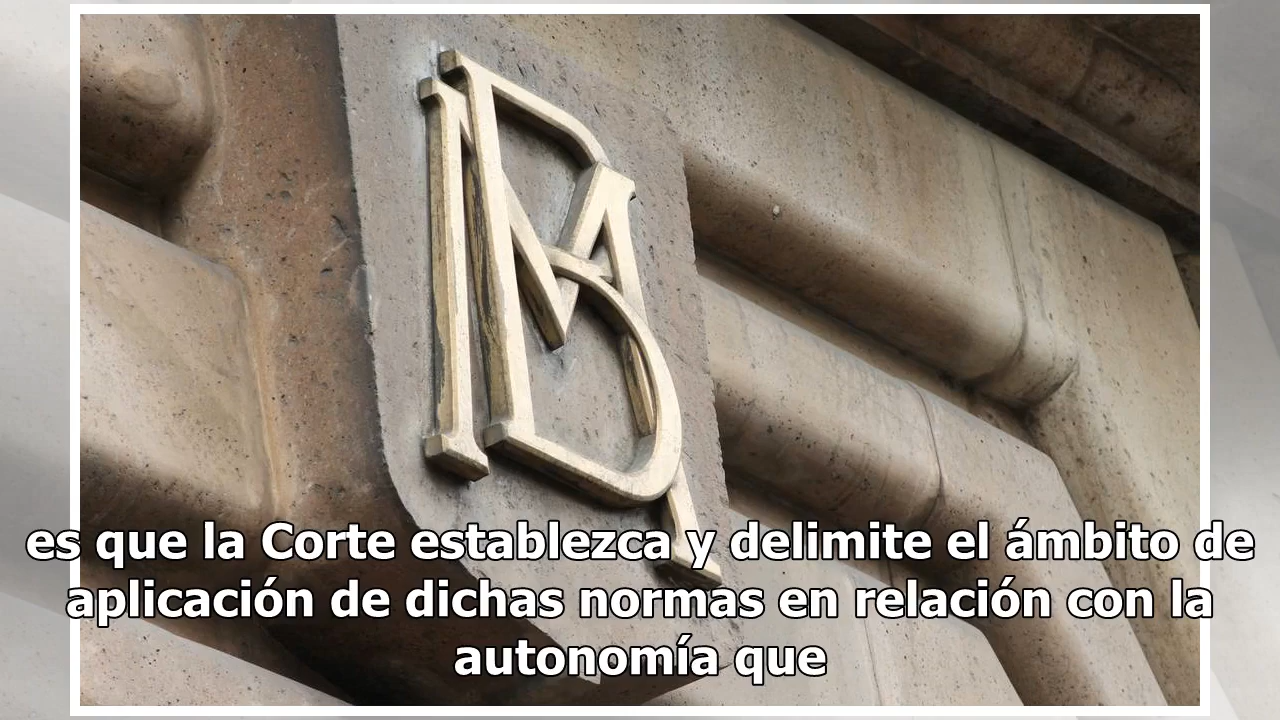 BM
es que la Corte establezca y delimite el ámbito de
aplicación de dichas normas en relación con la
autonomía que